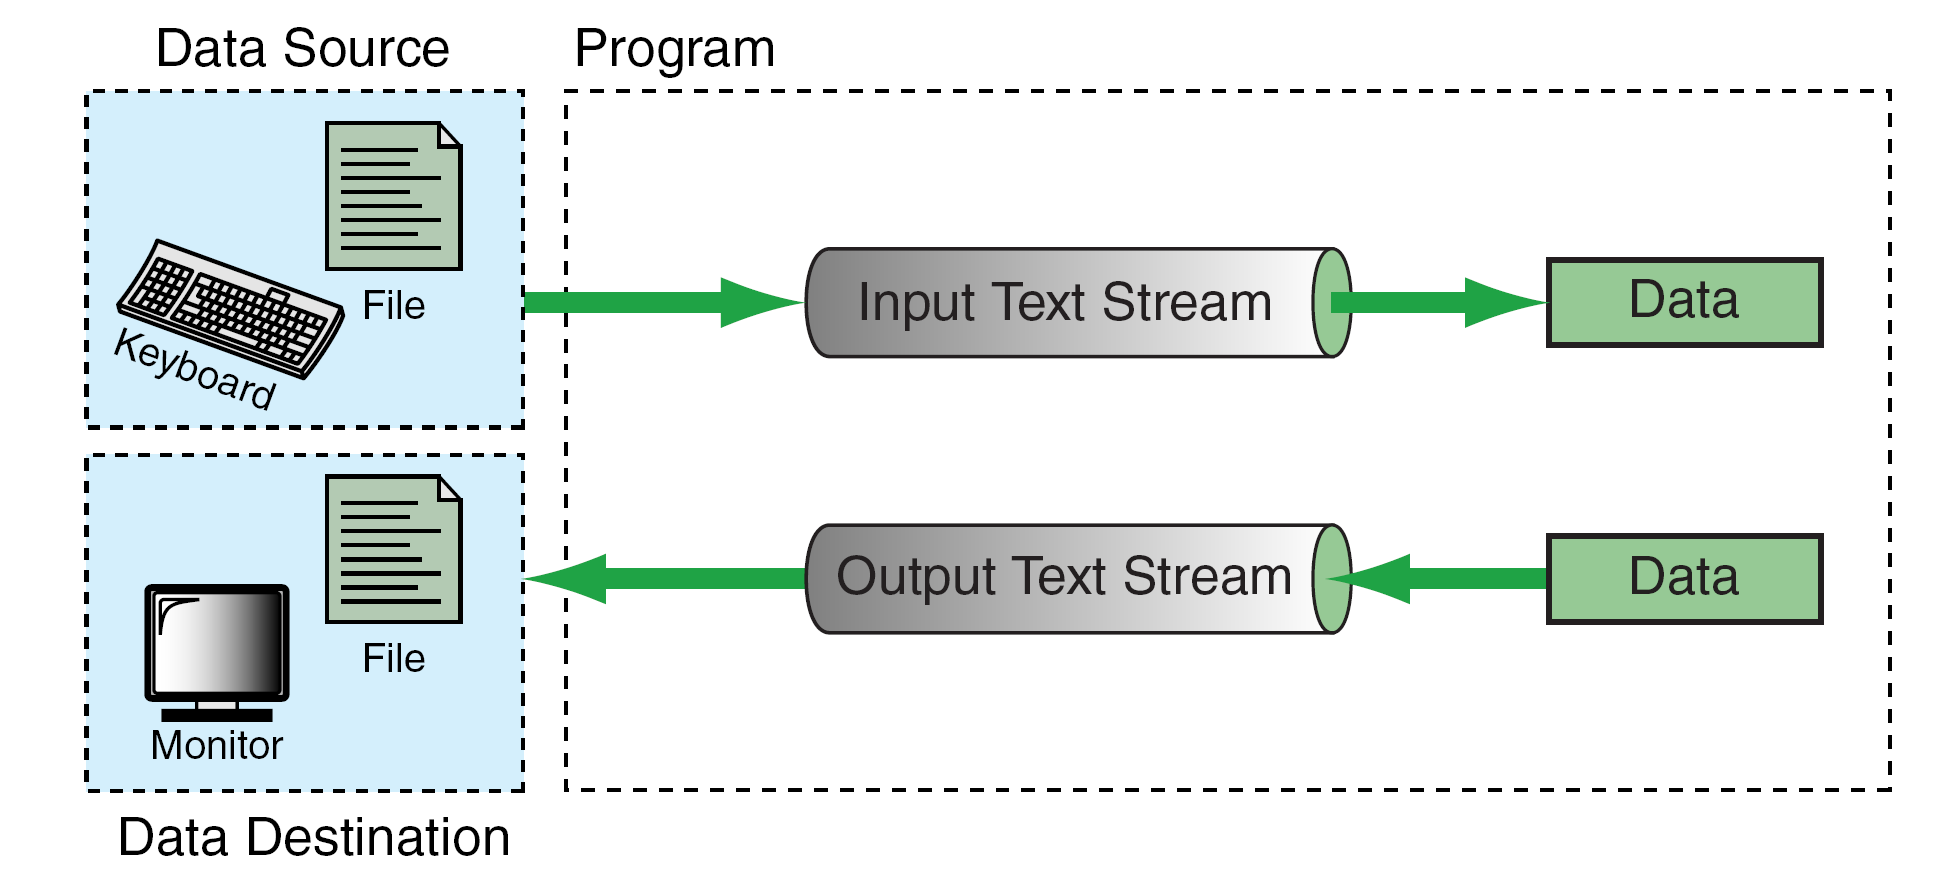 Data Source
Program
File
Keyboard
Input Text Stream
Data
File
Monitor
Output Text Stream
Data
Data Destination